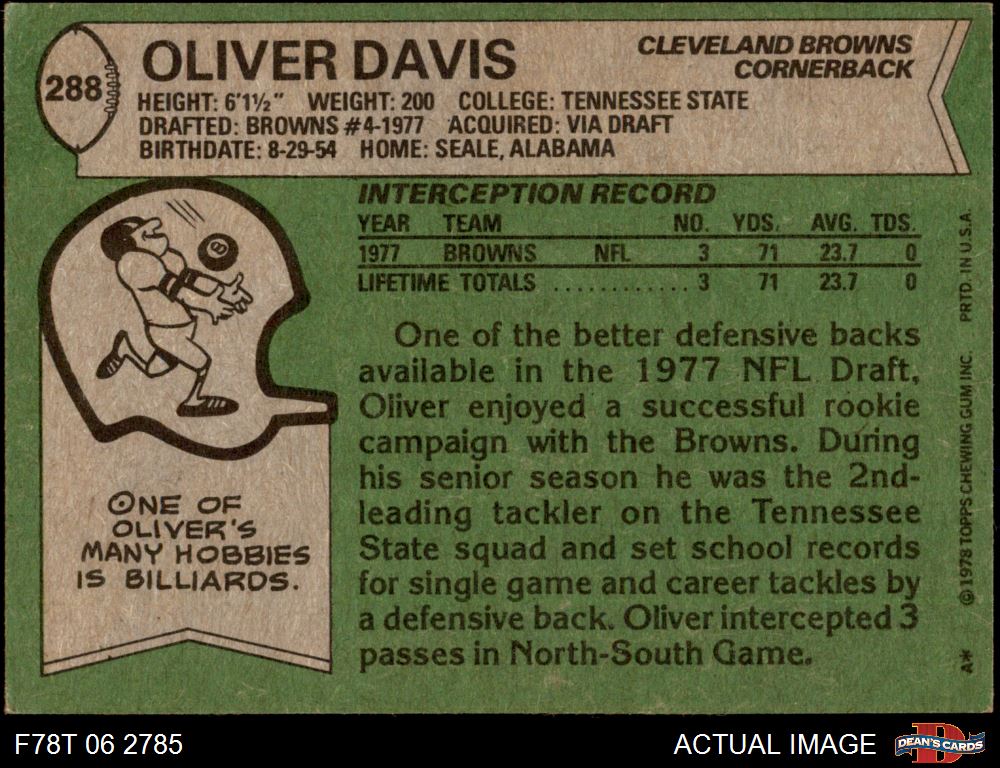 288
OLIVER DAVIS
CLEVELAND BROWNS
CORNERBACK
HEIGHT: 6'1½" WEIGHT: 200 COLLEGE: TENNESSEE STATE
DRAFTED: BROWNS #4-1977 ACQUIRED: VIA DRAFT
BIRTHDATE: 8-29-54 HOME: SEALE, ALABAMA
INTERCEPTION RECORD
YEAR TEAM NO. YDS. AVG. TDS.
1977 BROWNS NFL 3 71 23.7 0
LIFETIME TOTALS ............ 3 71 23.7 0
8
ONE OF
OLIVER'S
MANY HOBBIES
IS BILLIARDS.
One of the better defensive backs
available in the 1977 NFL Draft,
Oliver enjoyed a successful rookie
campaign with the Browns. During
his senior season he was the 2nd-
leading tackler on the Tennessee
State squad and set school records
for single game and career tackles by
a defensive back. Oliver intercepted 3
passes in North-South Game.
A* ©1978 TOPPS CHEWING GUM INC. PRTD. IN U.S.A.
F78T 06 2785
ACTUAL IMAGE
D
DEAN'S CARDS